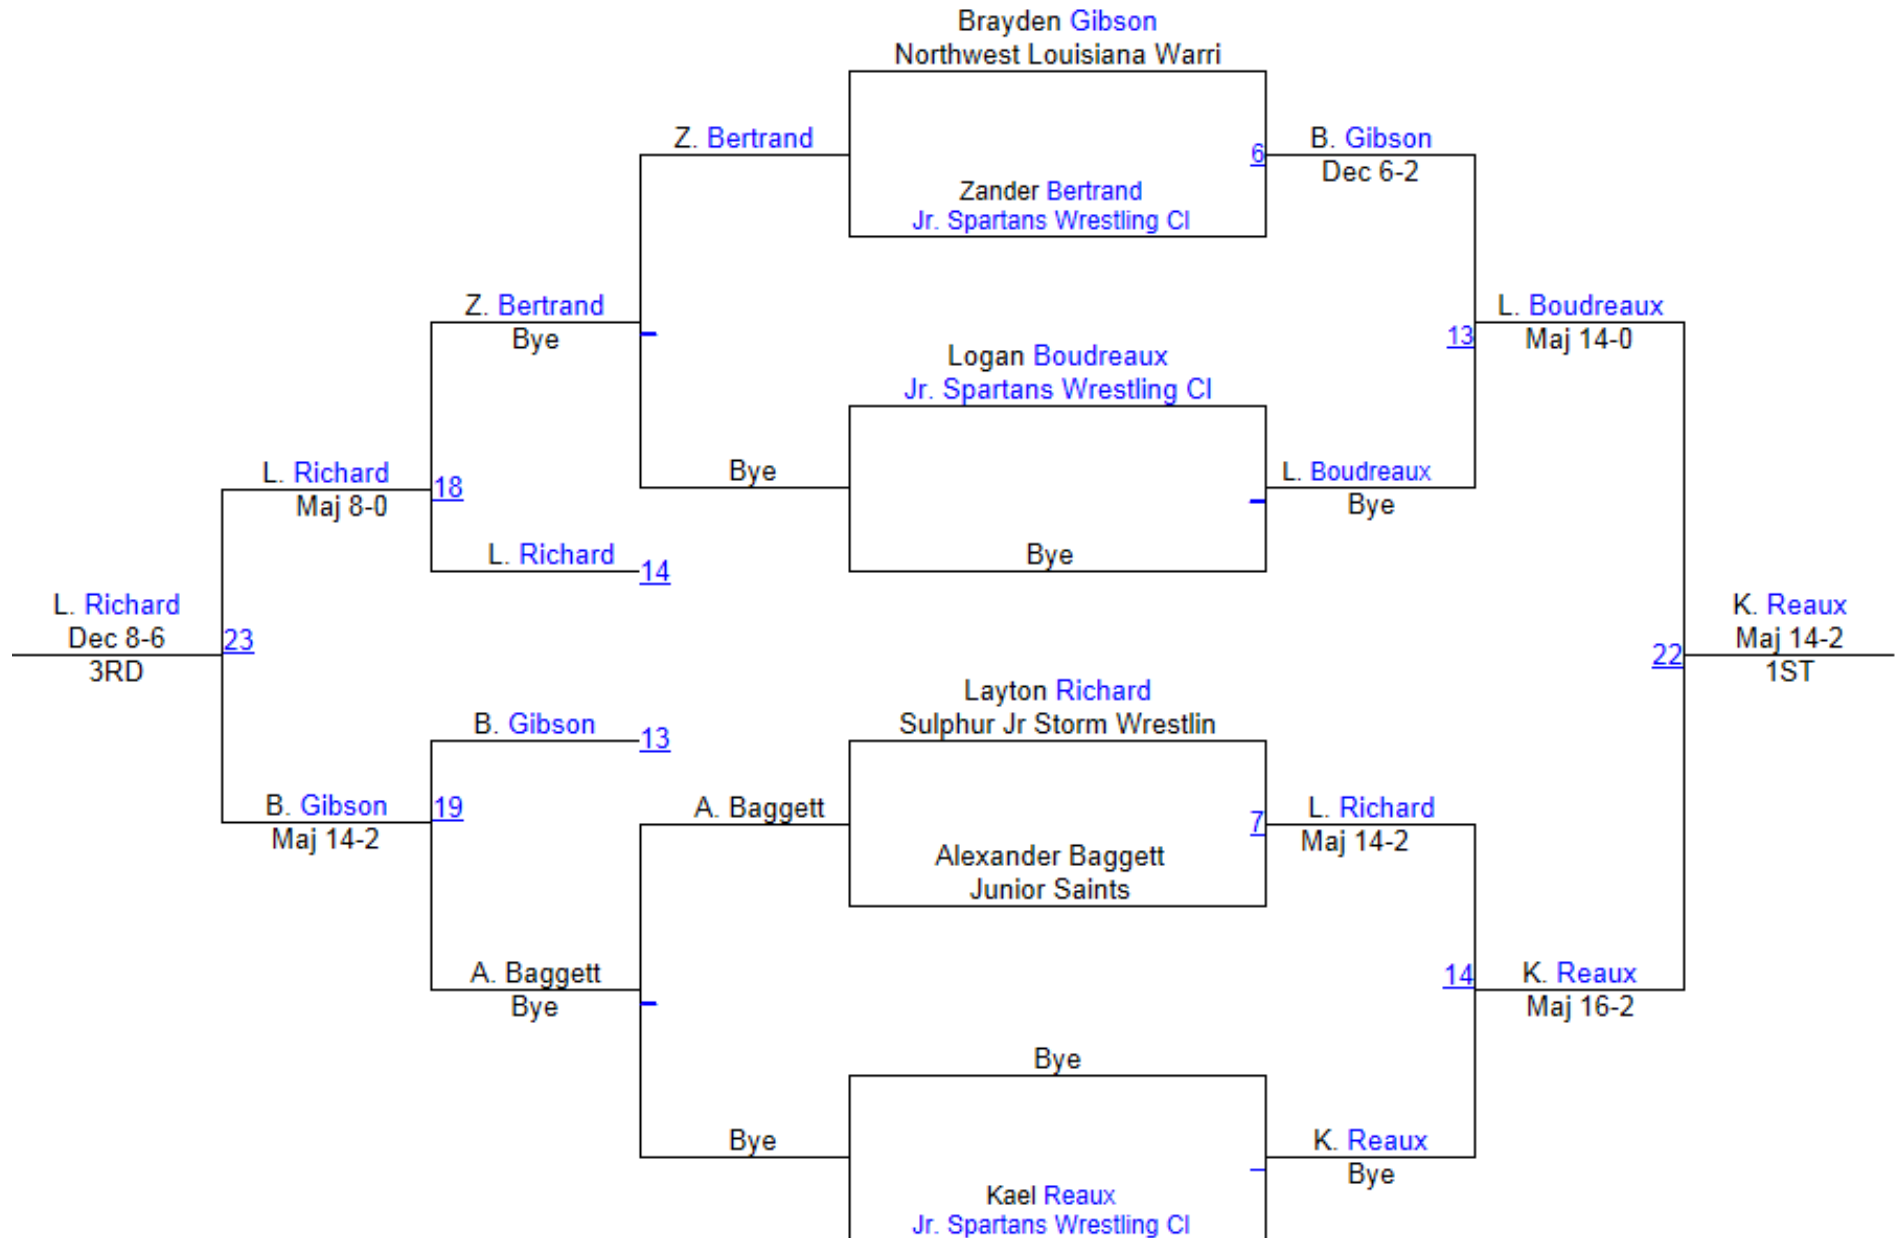 Brayden Gibson
Northwest Louisiana Warri
Z. Bertrand
6
B. Gibson
Dec 6-2
Zander Bertrand
Jr. Spartans Wrestling Cl
Z. Bertrand
Bye
L. Boudreaux
Maj 14-0
13
Logan Boudreaux
Jr. Spartans Wrestling Cl
L. Richard
Maj 8-0
18
Bye
L. Boudreaux
Bye
L. Richard
14
Bye
L. Richard
Dec 8-6
3RD
23
K. Reaux
Maj 14-2
1ST
22
Layton Richard
Sulphur Jr Storm Wrestlin
B. Gibson
13
B. Gibson
Maj 14-2
19
A. Baggett
7
L. Richard
Maj 14-2
Alexander Baggett
Junior Saints
A. Baggett
Bye
14
K. Reaux
Maj 16-2
Bye
Bye
K. Reaux
Bye
Kael Reaux
Jr. Spartans Wrestling Cl